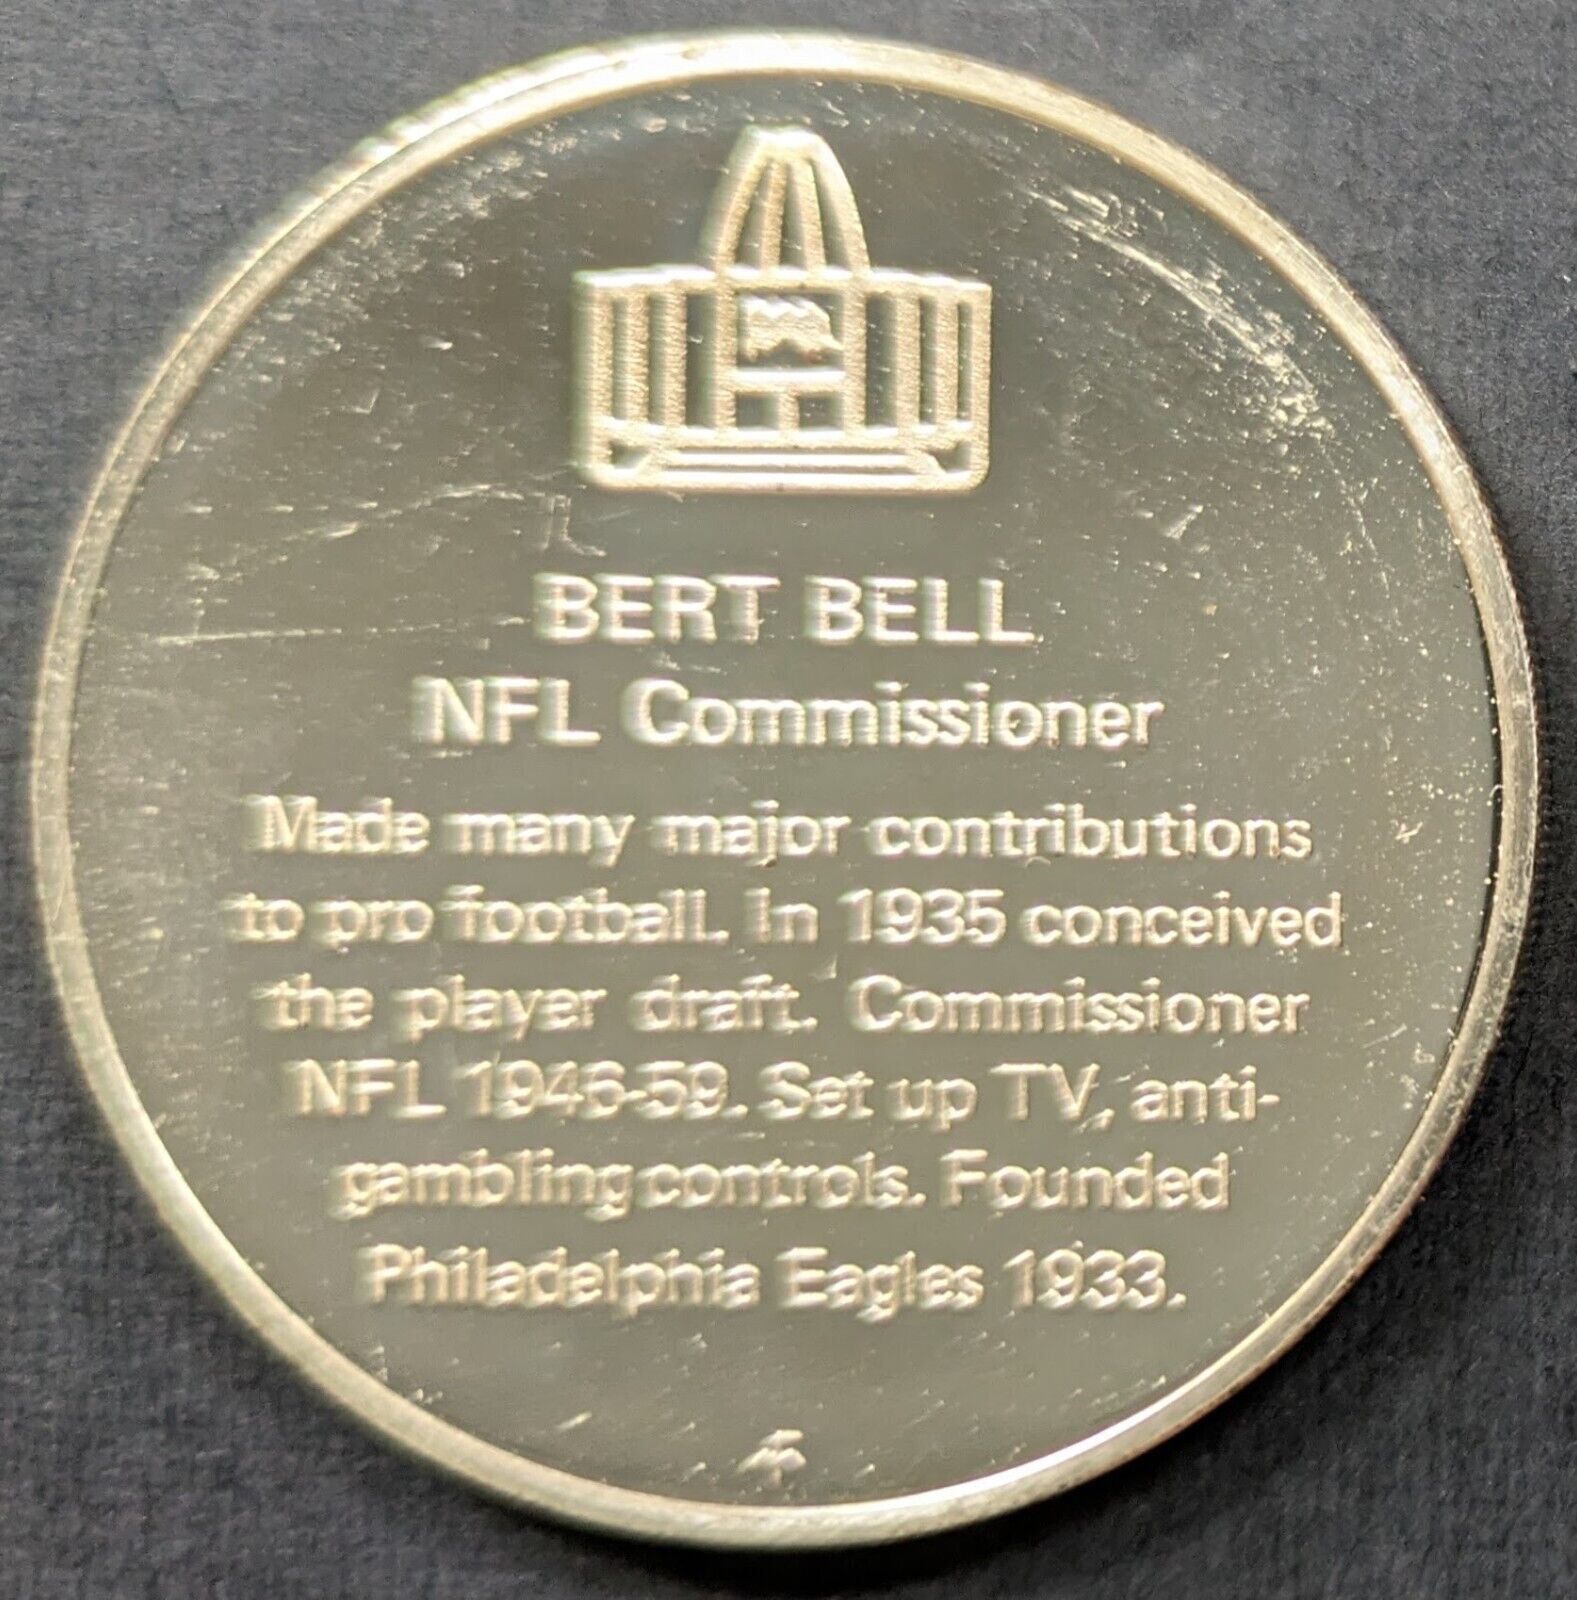 BERT BELL
NFL Commissioner
Made many major contributions
to pro football. In 1935 conceived
the player draft. Commissioner
NFL 1946-59. Set up TV, anti-
gambling controls. Founded
Philadelphia Eagles 1933.